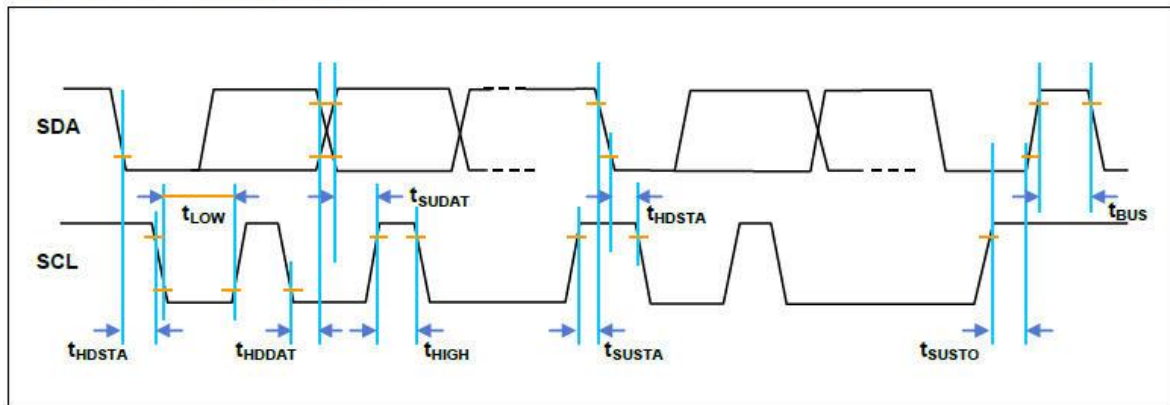 SDA
tSUDAT
tLOW
tHDSTA
tBUS
SCL
tHDSTA
tHDDAT
tHIGH
tSUSTA
tSUSTO